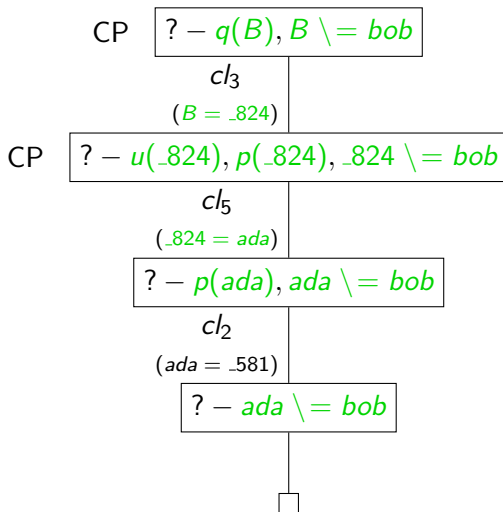 CP ? − q(B), B \= bob
cl3
(B = _824)
CP ? − u(_824), p(_824), _824 \= bob
cl5
(_824 = ada)
? − p(ada), ada \= bob
cl2
(ada = _581)
? − ada \= bob